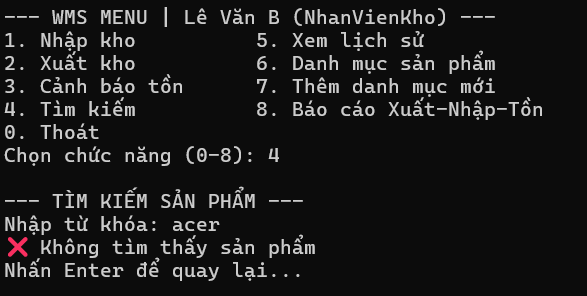 --- WMS MENU | Lê Văn B (NhanVienKho) ---
1. Nhập kho          5. Xem lịch sử
2. Xuất kho          6. Danh mục sản phẩm
3. Cảnh báo tồn      7. Thêm danh mục mới
4. Tìm kiếm          8. Báo cáo Xuất-Nhập-Tồn
0. Thoát
Chọn chức năng (0-8): 4

--- TÌM KIẾM SẢN PHẨM ---
Nhập từ khóa: acer
❌ Không tìm thấy sản phẩm
Nhấn Enter để quay lại...